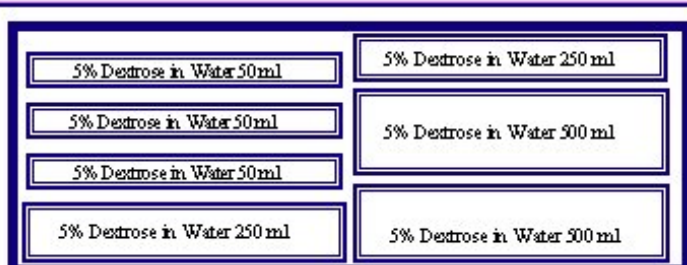 5% Dextrose in Water 50 ml
5% Dextrose in Water 50 ml
5% Dextrose in Water 50 ml
5% Dextrose in Water 250 ml
5% Dextrose in Water 250 ml
5% Dextrose in Water 500 ml
5% Dextrose in Water 500 ml